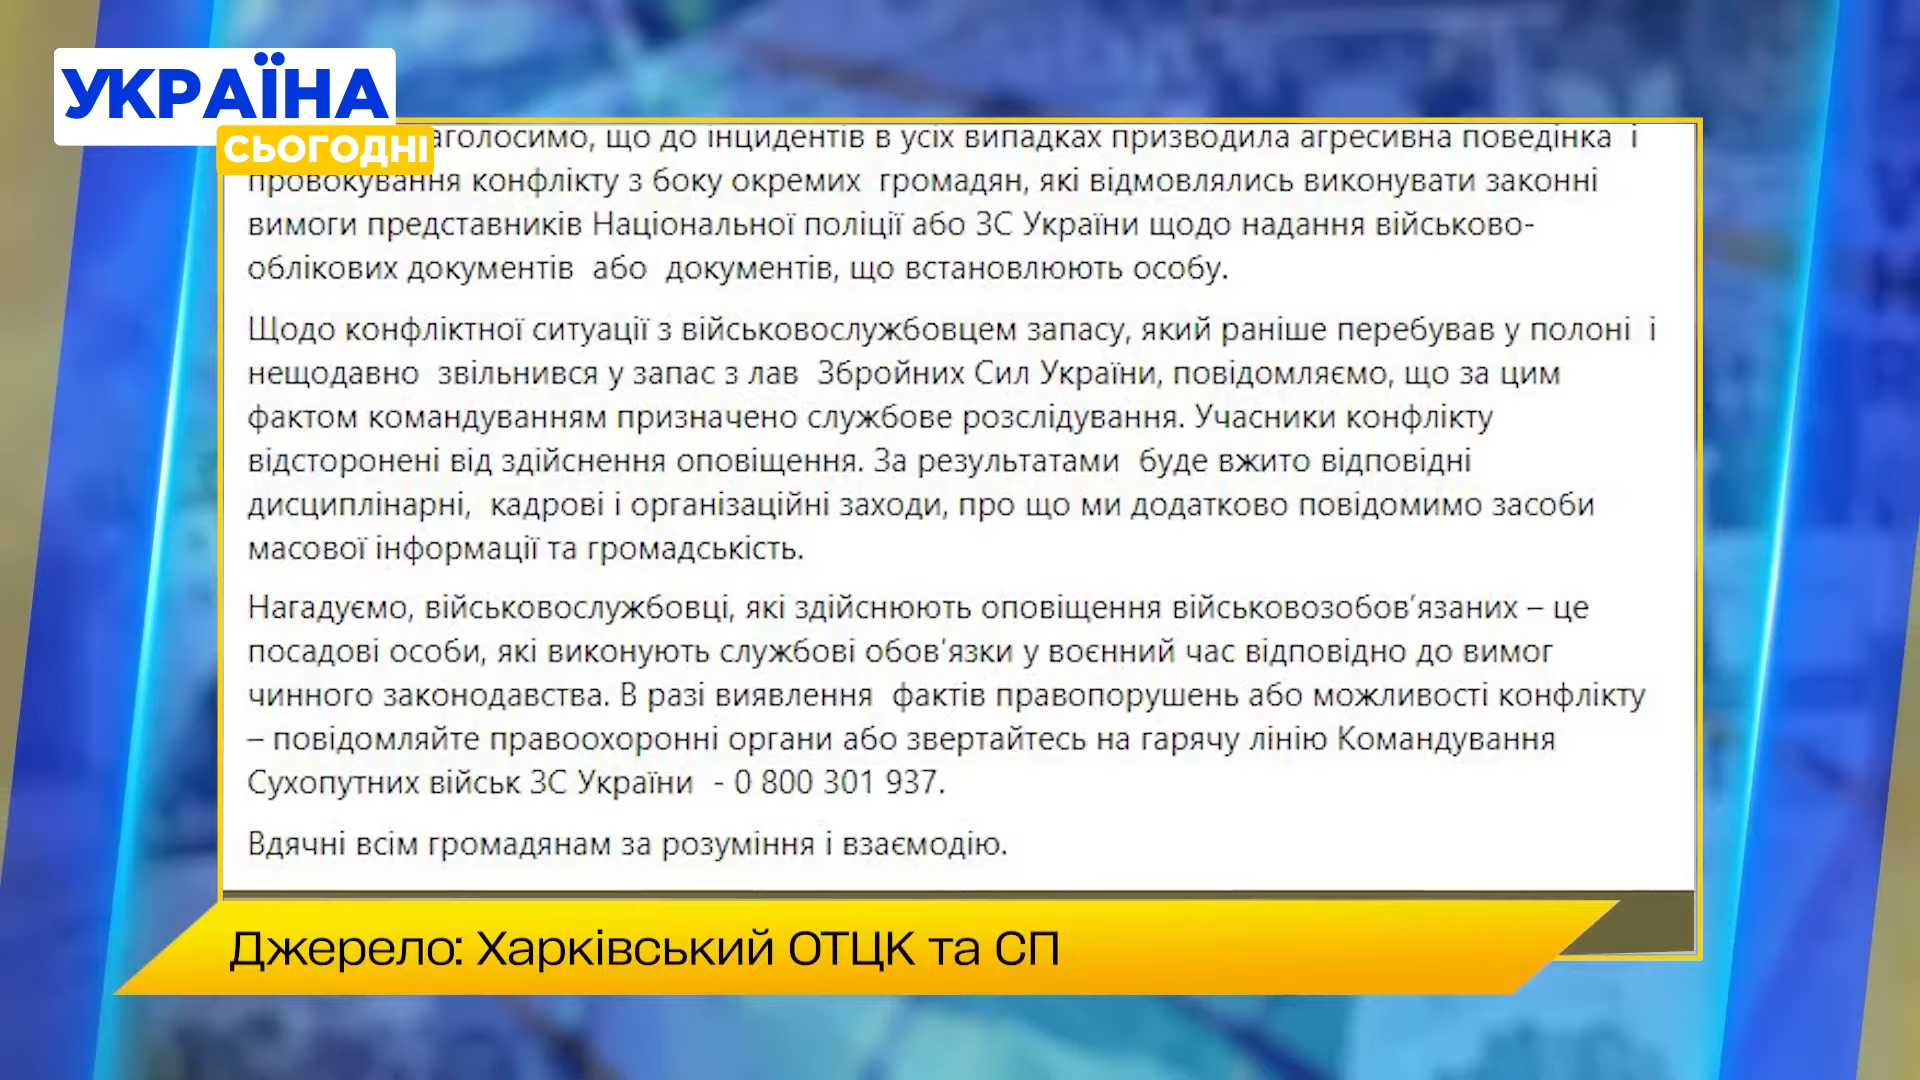 УКРАЇНА
СЬОГОДНІ
що до інцидентів в усіх випадках призводила агресивна поведінка і
провокування конфлікту з боку окремих громадян, які відмовлялись виконувати законні
вимоги представників Національної поліції або ЗС України щодо надання військово-
облікових документів або документів, що встановлюють особу.
Щодо конфліктної ситуації з військовослужбовцем запасу, який раніше перебував у полоні і
нещодавно звільнився у запас з лав Збройних Сил України, повідомляємо, що за цим
фактом командуванням призначено службове розслідування. Учасники конфлікту
відсторонені від здійснення оповіщення. За результатами буде вжито відповідні
дисциплінарні, кадрові і організаційні заходи, про що ми додатково повідомимо засоби
масової інформації та громадськість.
Нагадуємо, військовослужбовці, які здійснюють оповіщення військовозобов’язаних – це
посадові особи, які виконують службові обов’язки у воєнний час відповідно до вимог
чинного законодавства. В разі виявлення фактів правопорушень або можливості конфлікту
– повідомляйте правоохоронні органи або звертайтесь на гарячу лінію Командування
Сухопутних військ ЗС України - 0 800 301 937.
Вдячні всім громадянам за розуміння і взаємодію.
Джерело: Харківський ОТЦК та СП